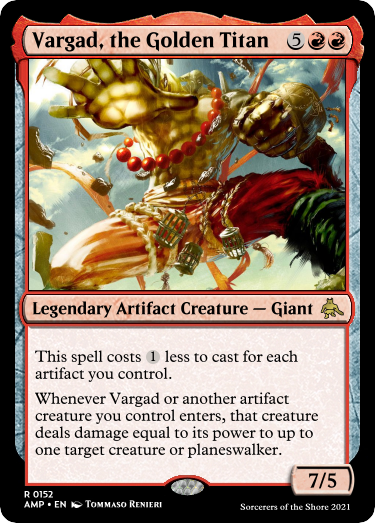 Vargad, the Golden Titan 5
Legendary Artifact Creature — Giant
This spell costs 1 less to cast for each
artifact you control.
Whenever Vargad or another artifact
creature you control enters, that creature
deals damage equal to its power to up to
one target creature or planeswalker.
7/5
R 0152
AMP • EN Tommaso Renieri
Sorcerers of the Shore 2021